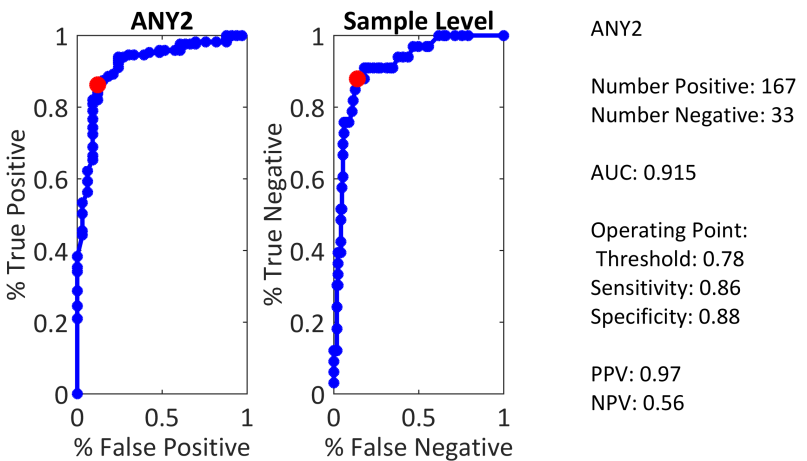 ANY2
1
0.8
0.6
0.4
0.2
0
0 0.5 1
% True Positive
% False Positive
Sample Level
1
0.8
0.6
0.4
0.2
0
0 0.5 1
% True Negative
% False Negative
ANY2
Number Positive: 167
Number Negative: 33
AUC: 0.915
Operating Point:
Threshold: 0.78
Sensitivity: 0.86
Specificity: 0.88
PPV: 0.97
NPV: 0.56